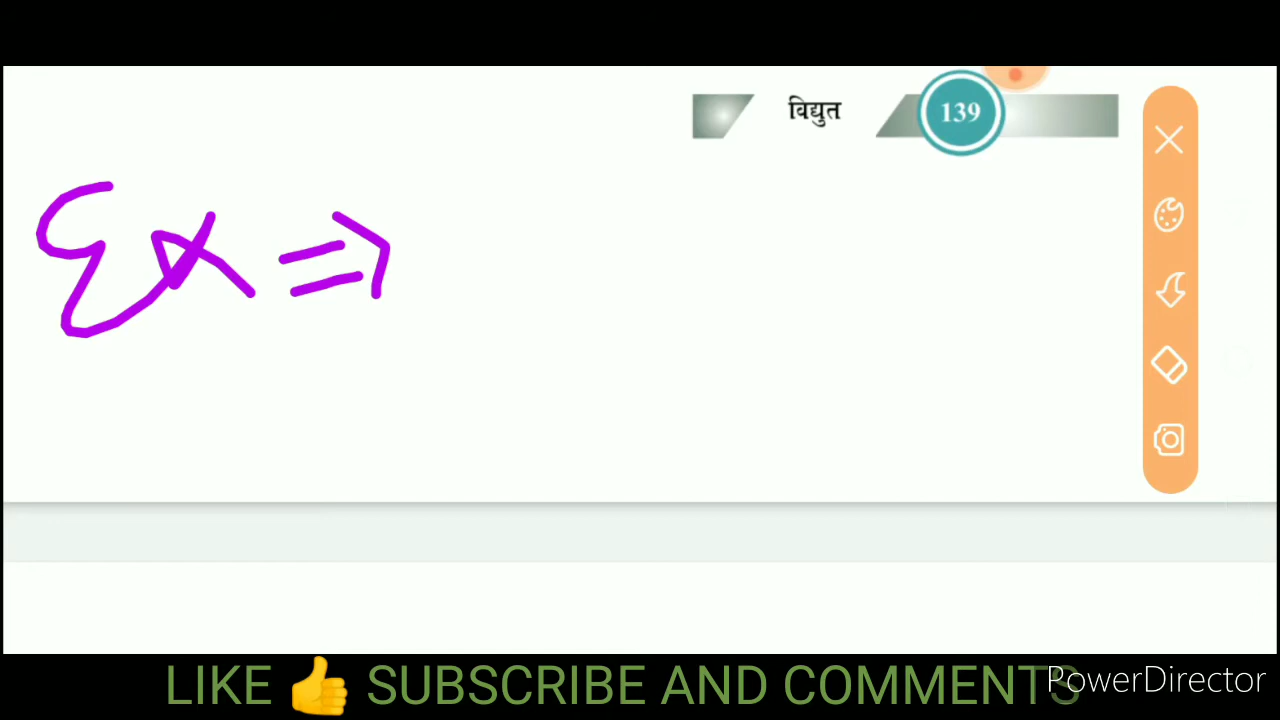 विद्युत 139
Ex ⇒
LIKE 👍 SUBSCRIBE AND COMMENTS
PowerDirector